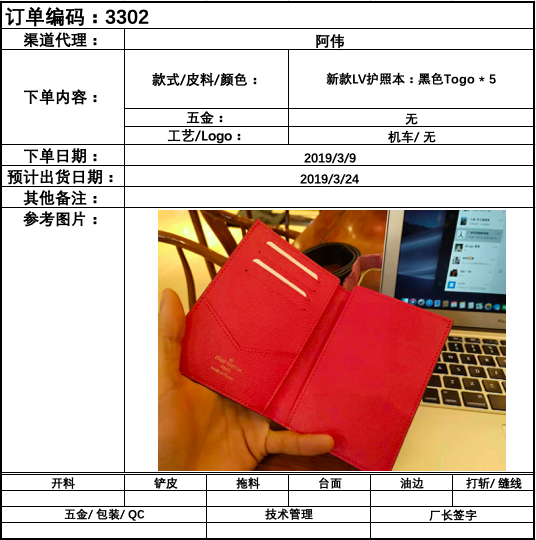 订单编码：3302
渠道代理： 阿伟
下单内容： 款式/皮料/颜色： 新款LV护照本：黑色Togo * 5
五金： 无
工艺/Logo： 机车/ 无
下单日期： 2019/3/9
预计出货日期： 2019/3/24
其他备注：
参考图片：
开料 铲皮 拖料 台面 油边 打斩/ 缝线
五金/ 包装/ QC 技术管理 厂长签字